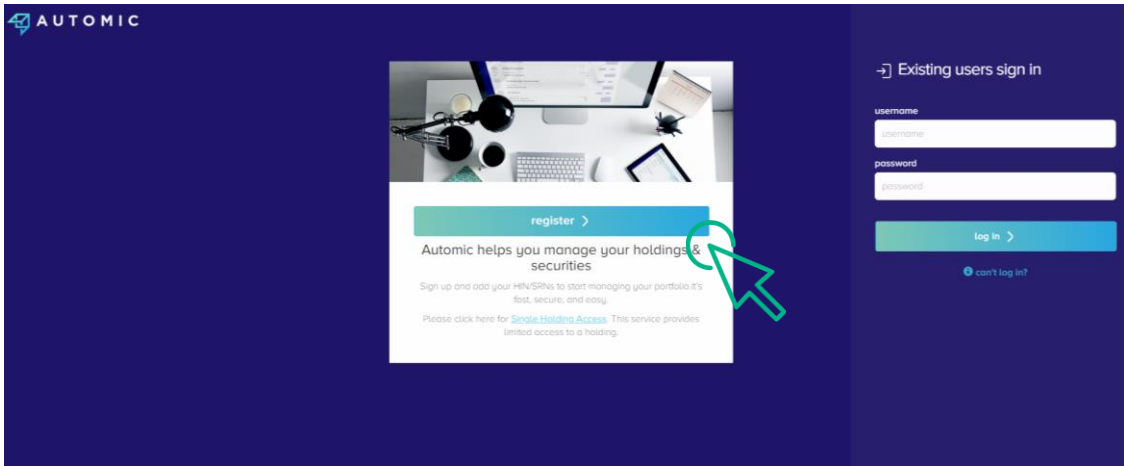 AUTOMIC
register
Automic helps you manage your holdings &
securities
Sign up and add your HIN/SRNs to start managing your portfolio.It's
fast, secure, and easy.
Please click here for Single Holding Access. This service provides
limited access to a holding.
Existing users sign in
username
username
password
password
log in
can't log in?